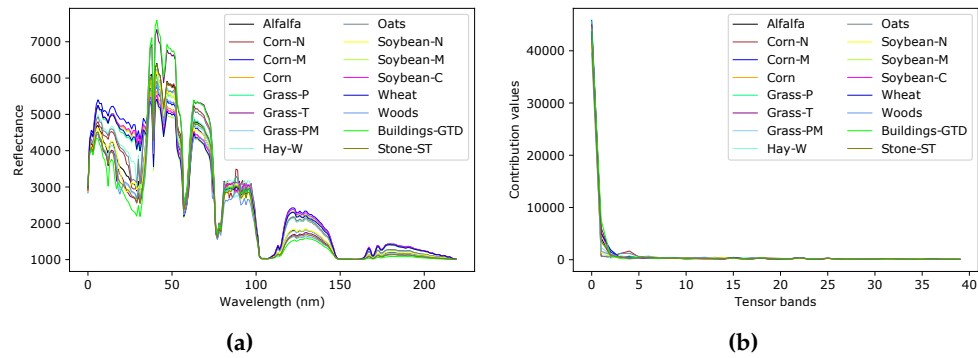 Alfalfa Oats
Corn-N Soybean-N
Corn-M Soybean-M
Corn Soybean-C
Grass-P Wheat
Grass-T Woods
Grass-PM Buildings-GTD
Hay-W Stone-ST
7000
6000
5000
4000
3000
2000
1000
Reflectance
0 50 100 150 200
Wavelength (nm)
(a)
Alfalfa Oats
Corn-N Soybean-N
Corn-M Soybean-M
Corn Soybean-C
Grass-P Wheat
Grass-T Woods
Grass-PM Buildings-GTD
Hay-W Stone-ST
40000
30000
20000
10000
0
Contribution values
0 5 10 15 20 25 30 35 40
Tensor bands
(b)